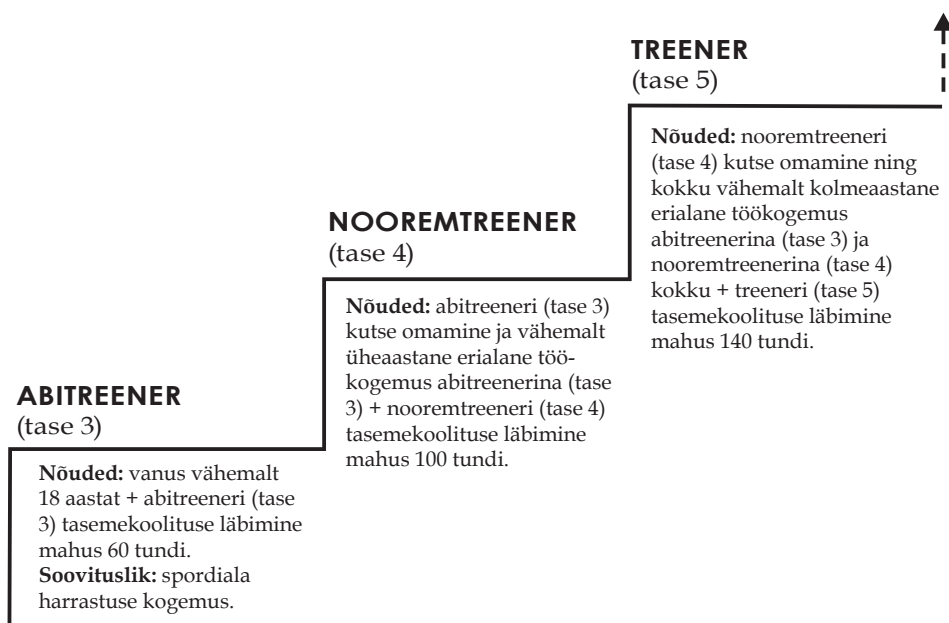 TREENER
(tase 5)
Nõuded: nooremtreeneri
(tase 4) kutse omamine ning
kokku vähemalt kolmeaastane
erialane töökogemus
abitreenerina (tase 3) ja
nooremtreenerina (tase 4)
kokku + treeneri (tase 5)
tasemekoolituse läbimine
mahus 140 tundi.
NOOREMTREENER
(tase 4)
Nõuded: abitreeneri (tase 3)
kutse omamine ja vähemalt
üheaastane erialane töö-
kogemus abitreenerina (tase
3) + nooremtreeneri (tase 4)
tasemekoolituse läbimine
mahus 100 tundi.
ABITREENER
(tase 3)
Nõuded: vanus vähemalt
18 aastat + abitreeneri (tase
3) tasemekoolituse läbimine
mahus 60 tundi.
Soovituslik: spordiala
harrastuse kogemus.